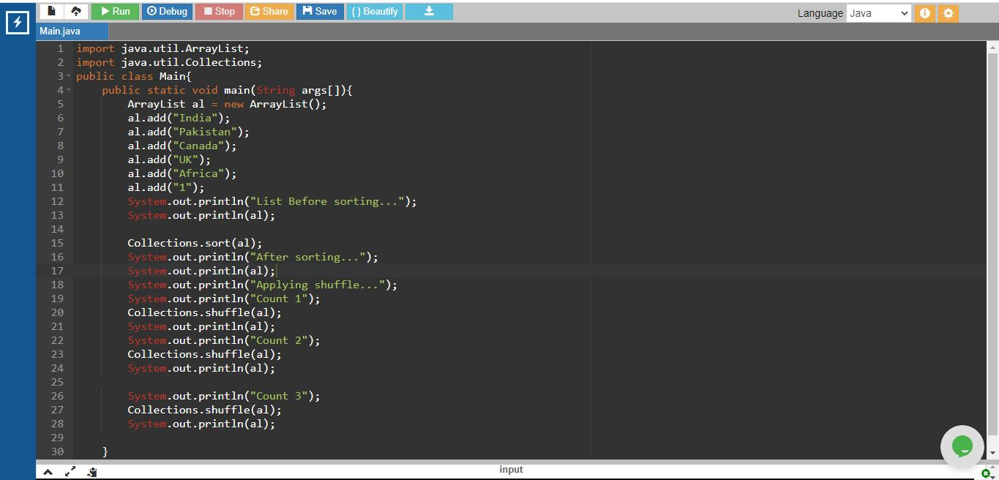 Run Debug Stop Share Save { } Beautify Language Java
Main.java
1 import java.util.ArrayList;
2 import java.util.Collections;
3 public class Main{
4 public static void main(String args[]){
5 ArrayList al = new ArrayList();
6 al.add("India");
7 al.add("Pakistan");
8 al.add("Canada");
9 al.add("UK");
10 al.add("Africa");
11 al.add("1");
12 System.out.println("List Before sorting...");
13 System.out.println(al);
14
15 Collections.sort(al);
16 System.out.println("After sorting...");
17 System.out.println(al);
18 System.out.println("Applying shuffle...");
19 System.out.println("Count 1");
20 Collections.shuffle(al);
21 System.out.println(al);
22 System.out.println("Count 2");
23 Collections.shuffle(al);
24 System.out.println(al);
25
26 System.out.println("Count 3");
27 Collections.shuffle(al);
28 System.out.println(al);
29
30 }
input